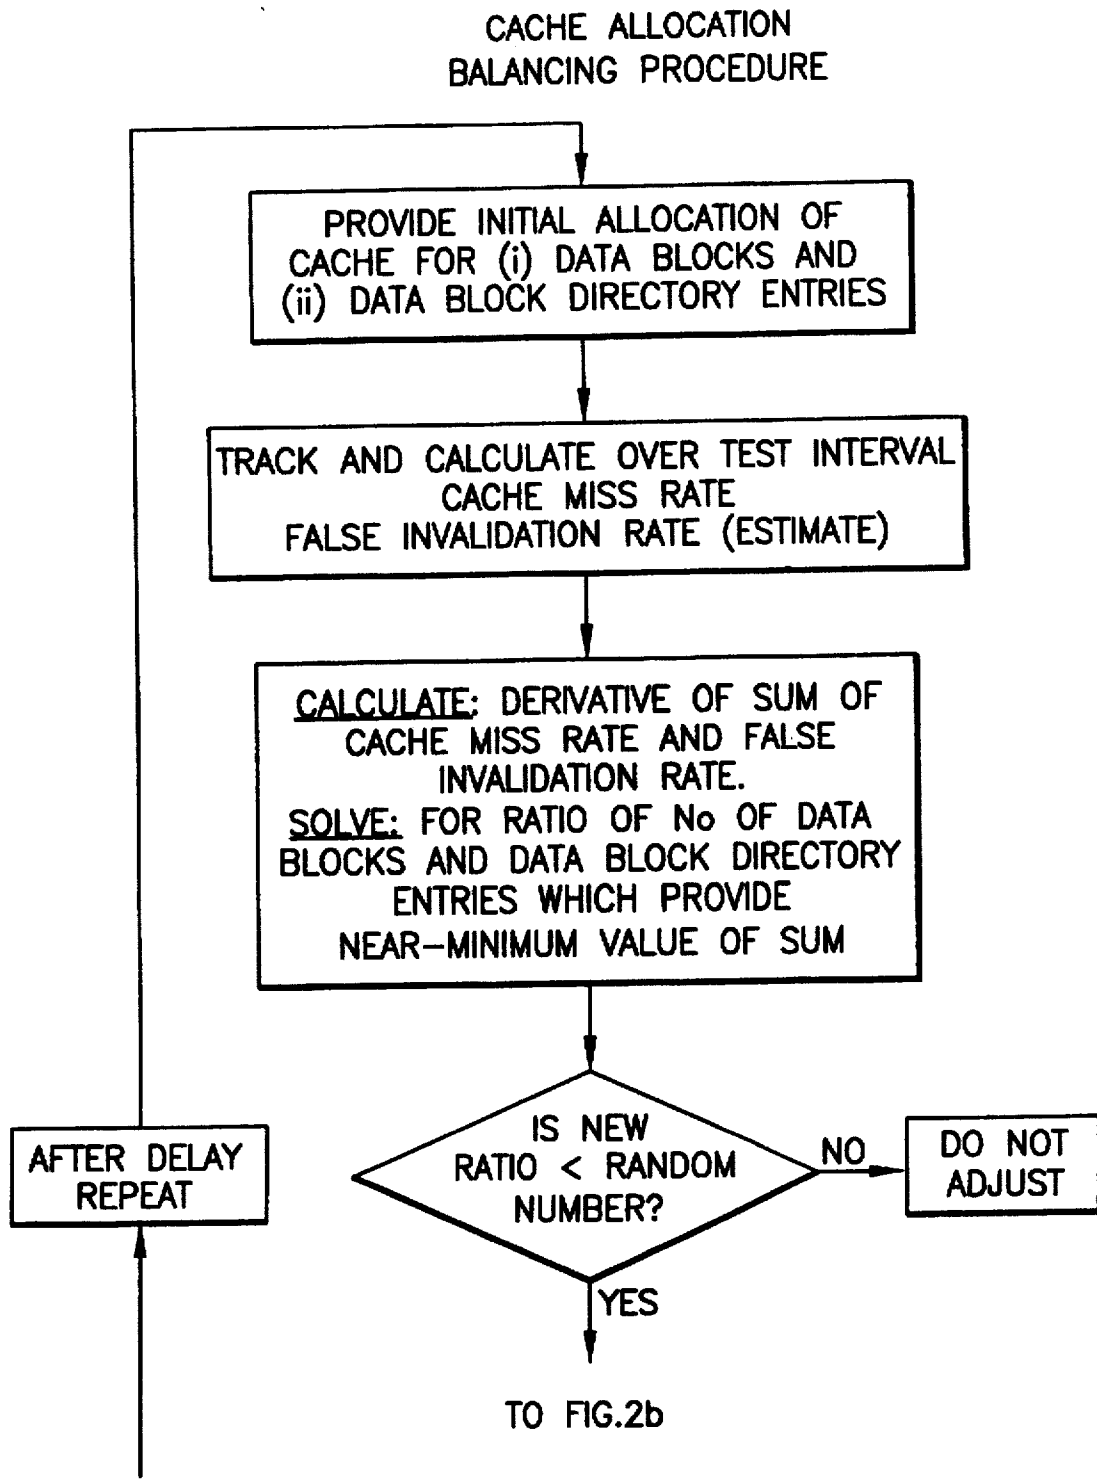 CACHE ALLOCATION
BALANCING PROCEDURE
PROVIDE INITIAL ALLOCATION OF
CACHE FOR (i) DATA BLOCKS AND
(ii) DATA BLOCK DIRECTORY ENTRIES
TRACK AND CALCULATE OVER TEST INTERVAL
CACHE MISS RATE
FALSE INVALIDATION RATE (ESTIMATE)
CALCULATE: DERIVATIVE OF SUM OF
CACHE MISS RATE AND FALSE
INVALIDATION RATE.
SOLVE: FOR RATIO OF No OF DATA
BLOCKS AND DATA BLOCK DIRECTORY
ENTRIES WHICH PROVIDE
NEAR-MINIMUM VALUE OF SUM
IS NEW
RATIO < RANDOM
NUMBER?
NO
DO NOT
ADJUST
AFTER DELAY
REPEAT
YES
TO FIG.2b